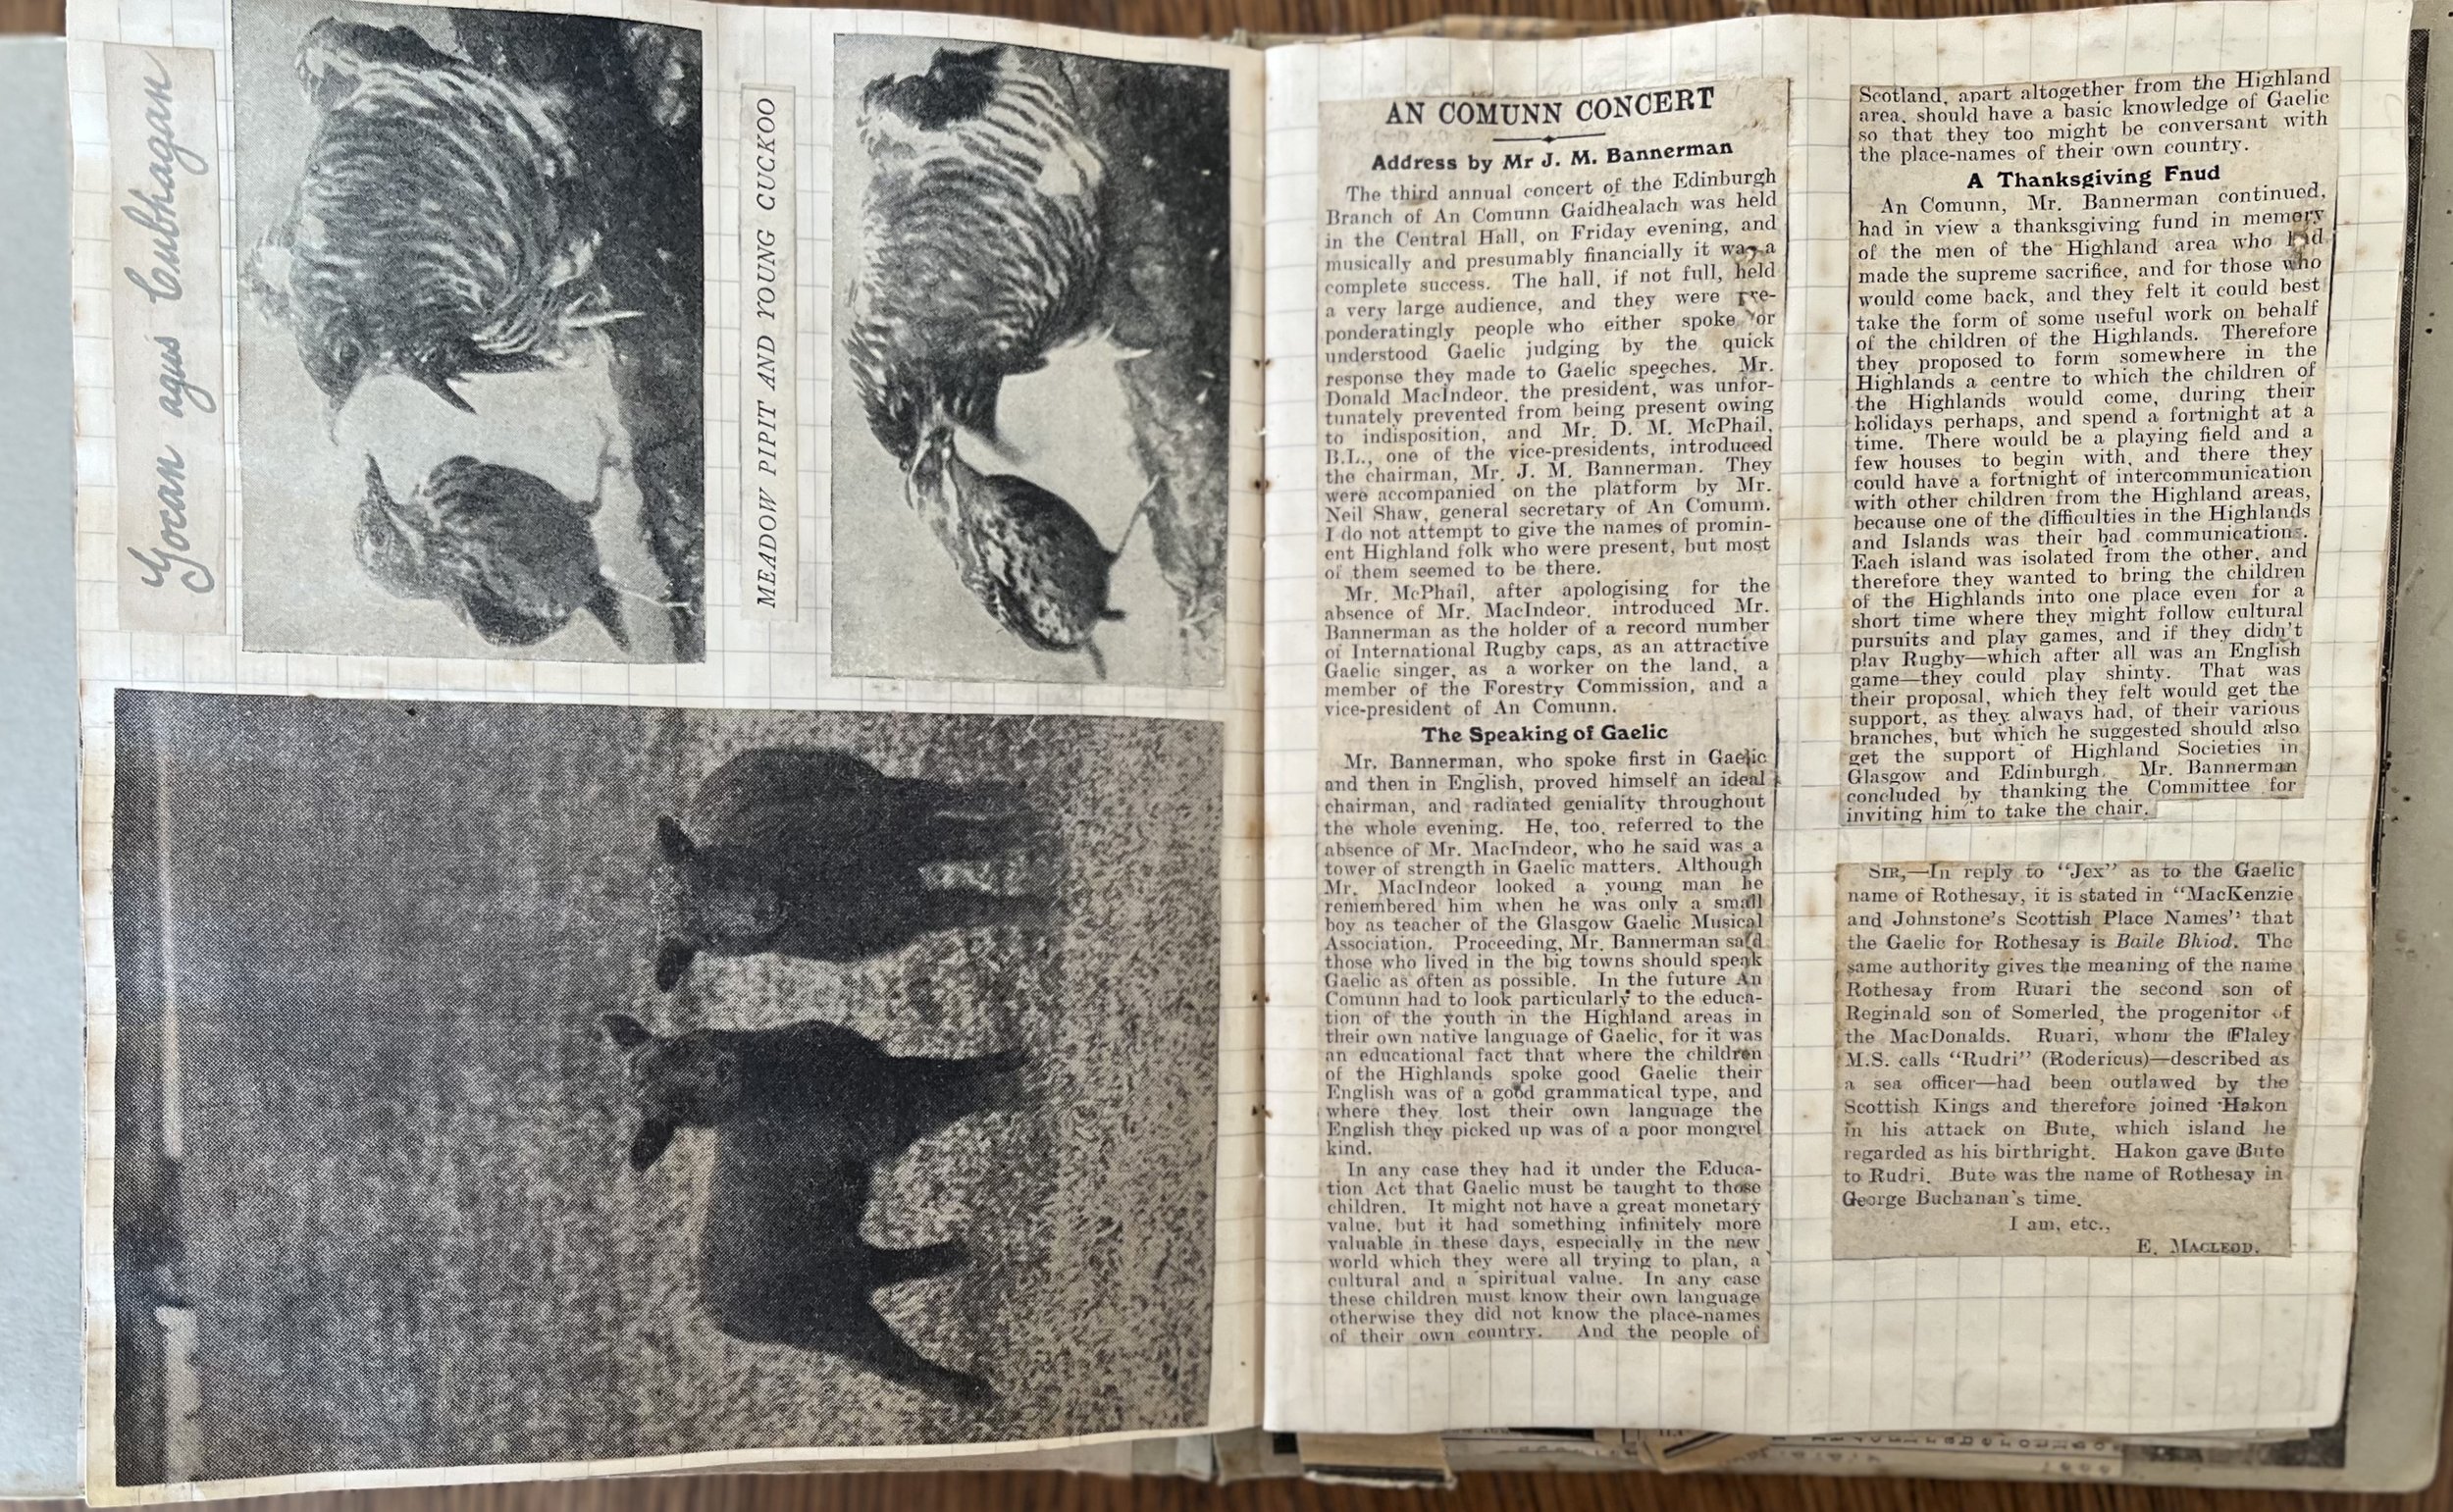 Gocan agus Cubhagan
MEADOW PIPIT AND YOUNG CUCKOO
AN COMUNN CONCERT
Address by Mr J. M. Bannerman
The third annual concert of the Edinburgh
Branch of An Comunn Gaidhealach was held
in the Central Hall, on Friday evening, and
musically and presumably financially it was a
complete success. The hall, if not full, held
a very large audience, and they were pre-
ponderatingly people who either spoke or
understood Gaelic judging by the quick
response they made to Gaelic speeches. Mr.
Donald MacIndeor, the president, was unfor-
tunately prevented from being present owing
to indisposition, and Mr. D. M. McPhail,
B.L., one of the vice-presidents, introduced
the chairman, Mr. J. M. Bannerman. They
were accompanied on the platform by Mr.
Neil Shaw, general secretary of An Comunn.
I do not attempt to give the names of promin-
ent Highland folk who were present, but most
of them seemed to be there.
Mr. McPhail, after apologising for the
absence of Mr. MacIndeor, introduced Mr.
Bannerman as the holder of a record number
of International Rugby caps, as an attractive
Gaelic singer, as a worker on the land, a
member of the Forestry Commission, and a
vice-president of An Comunn.
The Speaking of Gaelic
Mr. Bannerman, who spoke first in Gaelic
and then in English, proved himself an ideal
chairman, and radiated geniality throughout
the whole evening. He, too, referred to the
absence of Mr. MacIndeor, who he said was a
tower of strength in Gaelic matters. Although
Mr. MacIndeor looked a young man he
remembered him when he was only a small
boy as teacher of the Glasgow Gaelic Musical
Association. Proceeding, Mr. Bannerman said
those who lived in the big towns should speak
Gaelic as often as possible. In the future An
Comunn had to look particularly to the educa-
tion of the youth in the Highland areas in
their own native language of Gaelic, for it was
an educational fact that where the children
of the Highlands spoke good Gaelic their
English was of a good grammatical type, and
where they lost their own language the
English they picked up was of a poor mongrel
kind.
In any case they had it under the Educa-
tion Act that Gaelic must be taught to those
children. It might not have a great monetary
value, but it had something infinitely more
valuable in these days, especially in the new
world which they were all trying to plan, a
cultural and a spiritual value. In any case
these children must know their own language
otherwise they did not know the place-names
of their own country. And the people of
Scotland, apart altogether from the Highland
area, should have a basic knowledge of Gaelic
so that they too might be conversant with
the place-names of their own country.
A Thanksgiving Fnud
An Comunn, Mr. Bannerman continued,
had in view a thanksgiving fund in memory
of the men of the Highland area who had
made the supreme sacrifice, and for those who
would come back, and they felt it could best
take the form of some useful work on behalf
of the children of the Highlands. Therefore
they proposed to form somewhere in the
Highlands a centre to which the children of
the Highlands would come, during their
holidays perhaps, and spend a fortnight at a
time. There would be a playing field and a
few houses to begin with, and there they
could have a fortnight of intercommunication
with other children from the Highland areas,
because one of the difficulties in the Highlands
and Islands was their bad communications.
Each island was isolated from the other, and
therefore they wanted to bring the children
of the Highlands into one place even for a
short time where they might follow cultural
pursuits and play games, and if they didn't
play Rugby—which after all was an English
game—they could play shinty. That was
their proposal, which they felt would get the
support, as they always had, of their various
branches, but which he suggested should also
get the support of Highland Societies in
Glasgow and Edinburgh. Mr. Bannerman
concluded by thanking the Committee for
inviting him to take the chair.
SIR,—In reply to "Jex" as to the Gaelic
name of Rothesay, it is stated in "MacKenzie
and Johnstone's Scottish Place Names" that
the Gaelic for Rothesay is Baile Bhiod. The
same authority gives the meaning of the name
Rothesay from Ruari the second son of
Reginald son of Somerled, the progenitor of
the MacDonalds. Ruari, whom the Flaley
M.S. calls "Rudri" (Rodericus)—described as
a sea officer—had been outlawed by the
Scottish Kings and therefore joined Hakon
in his attack on Bute, which island he
regarded as his birthright. Hakon gave Bute
to Rudri. Bute was the name of Rothesay in
George Buchanan's time.
I am, etc.,
E. MACLEOD.